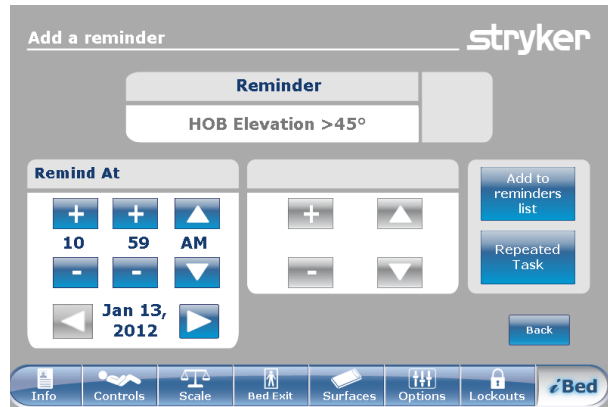 Add a reminder
stryker
Reminder
HOB Elevation >45°
Remind At
+ + +
10 59 AM
- - -
Jan 13,
2012
Add to
reminders
list
Repeated
Task
Back
Info Controls Scale Bed Exit Surfaces Options Lockouts iBed